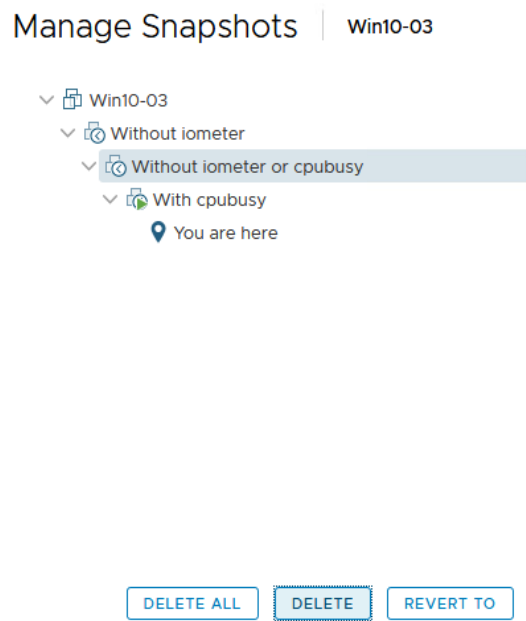 Manage Snapshots Win10-03
Win10-03
Without iometer
Without iometer or cpubusy
With cpubusy
You are here
DELETE ALL DELETE REVERT TO